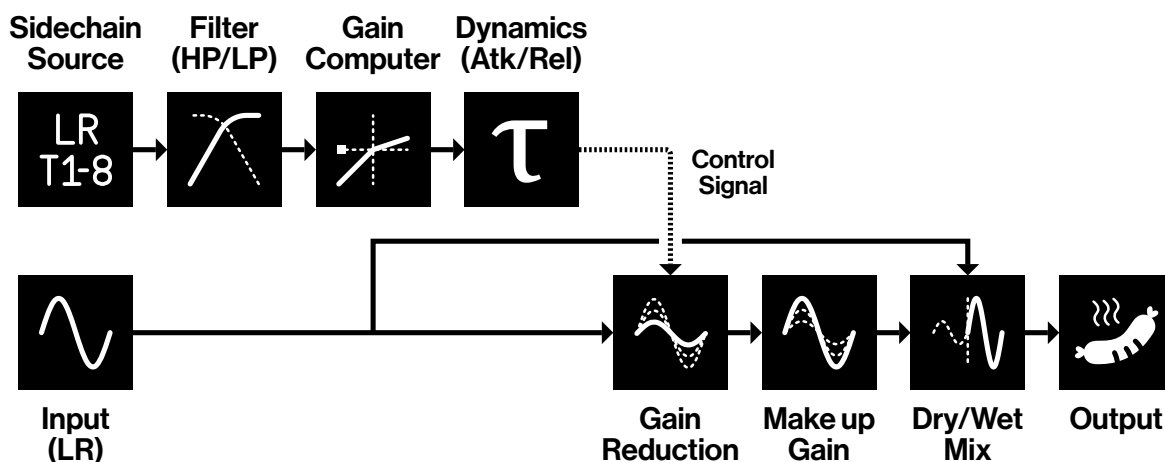 Sidechain
Source
Filter
(HP/LP)
Gain
Computer
Dynamics
(Atk/Rel)
LR
T1-8
τ
Control
Signal
Input
(LR)
Gain
Reduction
Make up
Gain
Dry/Wet
Mix
Output